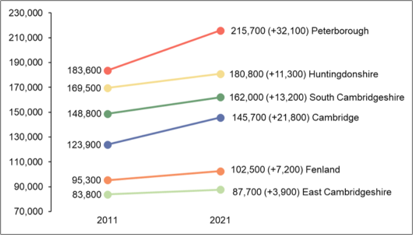 230,000
210,000
190,000
170,000
150,000
130,000
110,000
90,000
70,000
183,600
169,500
148,800
123,900
95,300
83,800
215,700 (+32,100) Peterborough
180,800 (+11,300) Huntingdonshire
162,000 (+13,200) South Cambridgeshire
145,700 (+21,800) Cambridge
102,500 (+7,200) Fenland
87,700 (+3,900) East Cambridgeshire
2011 2021